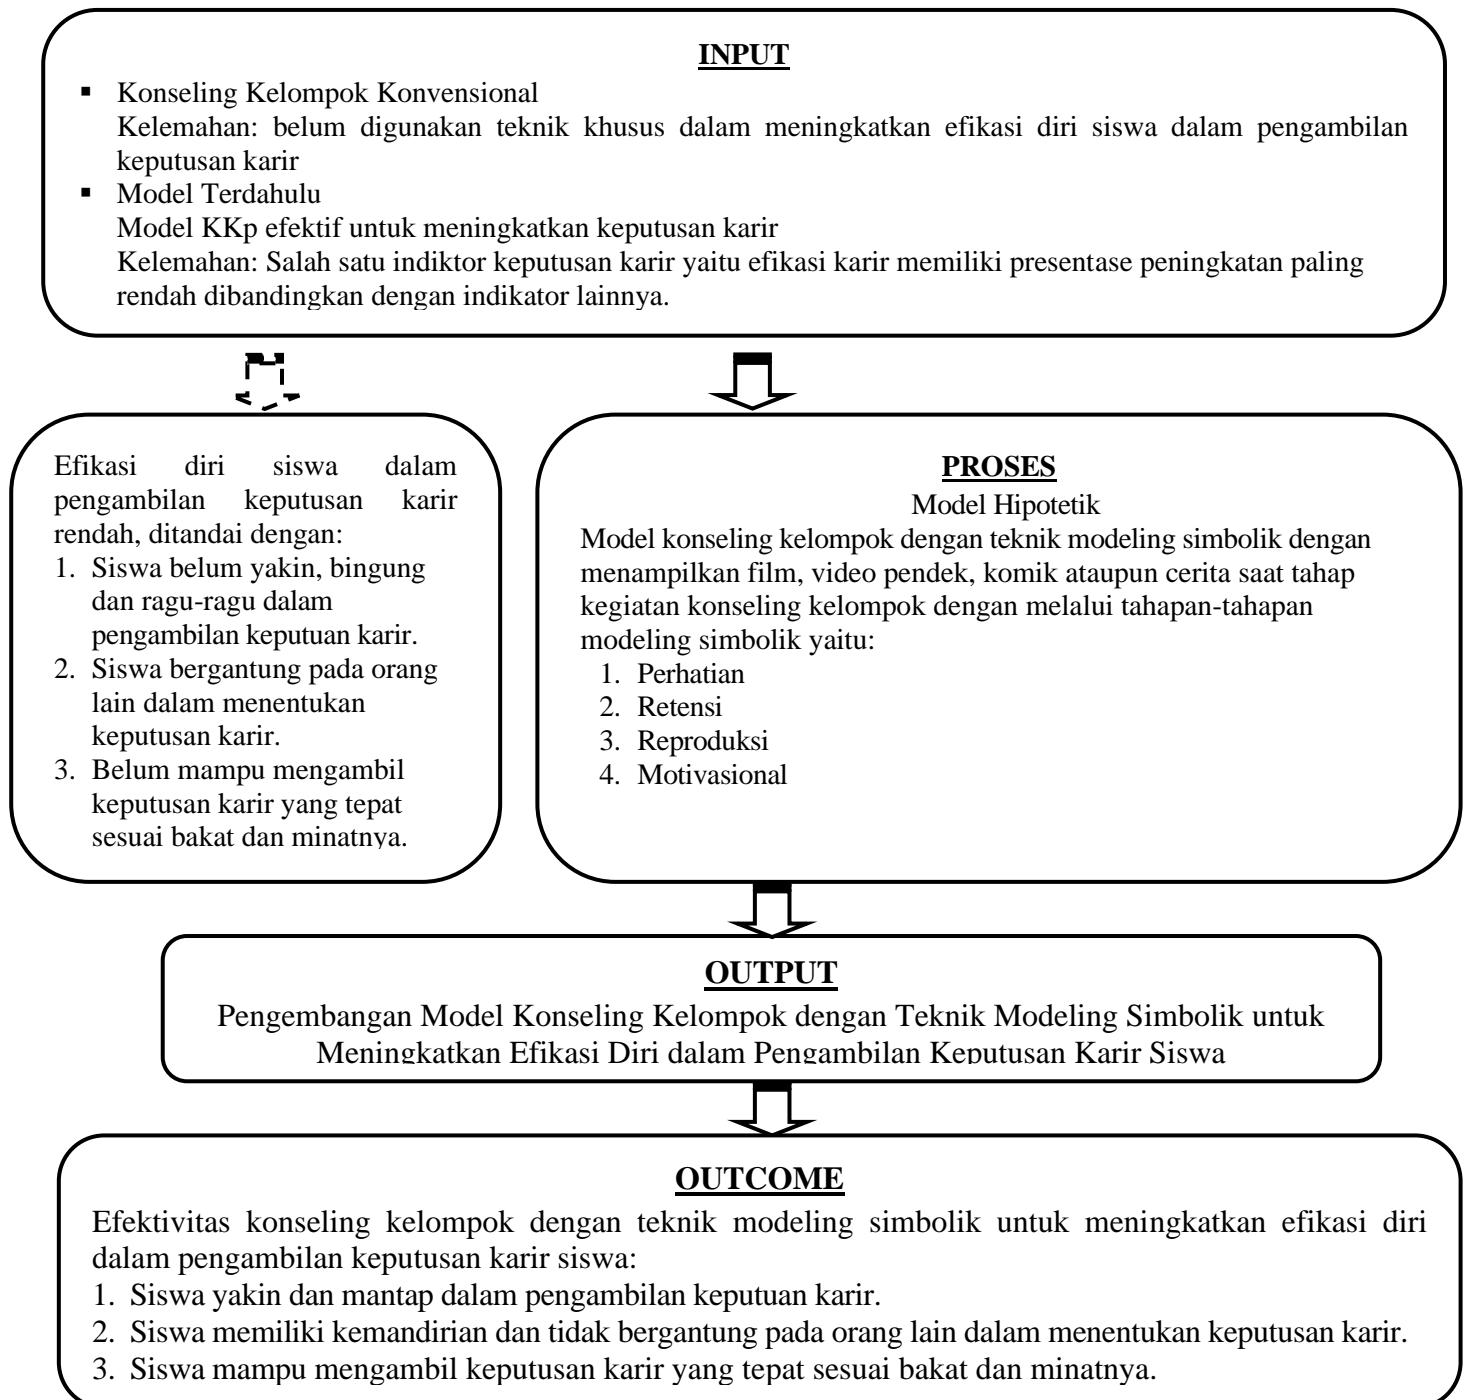 INPUT
▪ Konseling Kelompok Konvensional
Kelemahan: belum digunakan teknik khusus dalam meningkatkan efikasi diri siswa dalam pengambilan
keputusan karir
▪ Model Terdahulu
Model KKp efektif untuk meningkatkan keputusan karir
Kelemahan: Salah satu indiktor keputusan karir yaitu efikasi karir memiliki presentase peningkatan paling
rendah dibandingkan dengan indikator lainnya.
Efikasi diri siswa dalam
pengambilan keputusan karir
rendah, ditandai dengan:
1. Siswa belum yakin, bingung
dan ragu-ragu dalam
pengambilan keputuan karir.
2. Siswa bergantung pada orang
lain dalam menentukan
keputusan karir.
3. Belum mampu mengambil
keputusan karir yang tepat
sesuai bakat dan minatnya.
PROSES
Model Hipotetik
Model konseling kelompok dengan teknik modeling simbolik dengan
menampilkan film, video pendek, komik ataupun cerita saat tahap
kegiatan konseling kelompok dengan melalui tahapan-tahapan
modeling simbolik yaitu:
1. Perhatian
2. Retensi
3. Reproduksi
4. Motivasional
OUTPUT
Pengembangan Model Konseling Kelompok dengan Teknik Modeling Simbolik untuk
Meningkatkan Efikasi Diri dalam Pengambilan Keputusan Karir Siswa
OUTCOME
Efektivitas konseling kelompok dengan teknik modeling simbolik untuk meningkatkan efikasi diri
dalam pengambilan keputusan karir siswa:
1. Siswa yakin dan mantap dalam pengambilan keputuan karir.
2. Siswa memiliki kemandirian dan tidak bergantung pada orang lain dalam menentukan keputusan karir.
3. Siswa mampu mengambil keputusan karir yang tepat sesuai bakat dan minatnya.